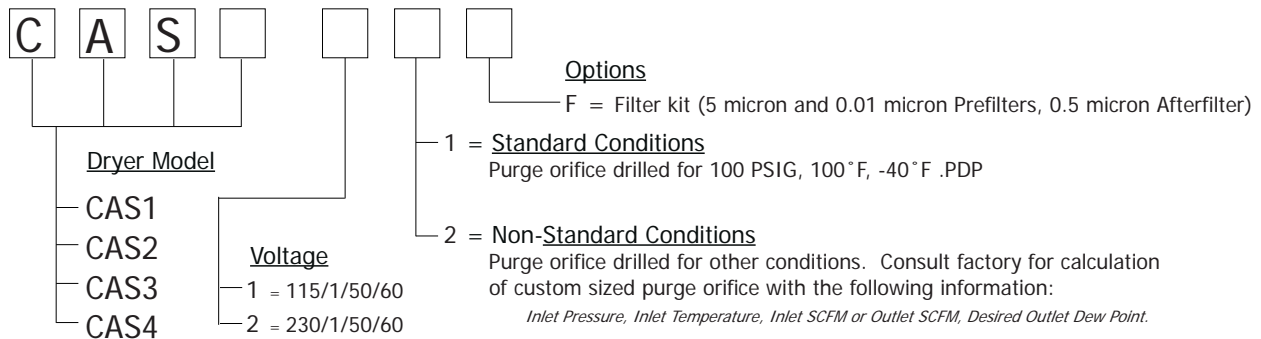 C A S
Options
F = Filter kit (5 micron and 0.01 micron Prefilters, 0.5 micron Afterfilter)
1 = Standard Conditions
Purge orifice drilled for 100 PSIG, 100˚F, -40˚F .PDP
Dryer Model
CAS1
CAS2
CAS3
CAS4
Voltage
1 = 115/1/50/60
2 = 230/1/50/60
2 = Non-Standard Conditions
Purge orifice drilled for other conditions. Consult factory for calculation
of custom sized purge orifice with the following information:
Inlet Pressure, Inlet Temperature, Inlet SCFM or Outlet SCFM, Desired Outlet Dew Point.